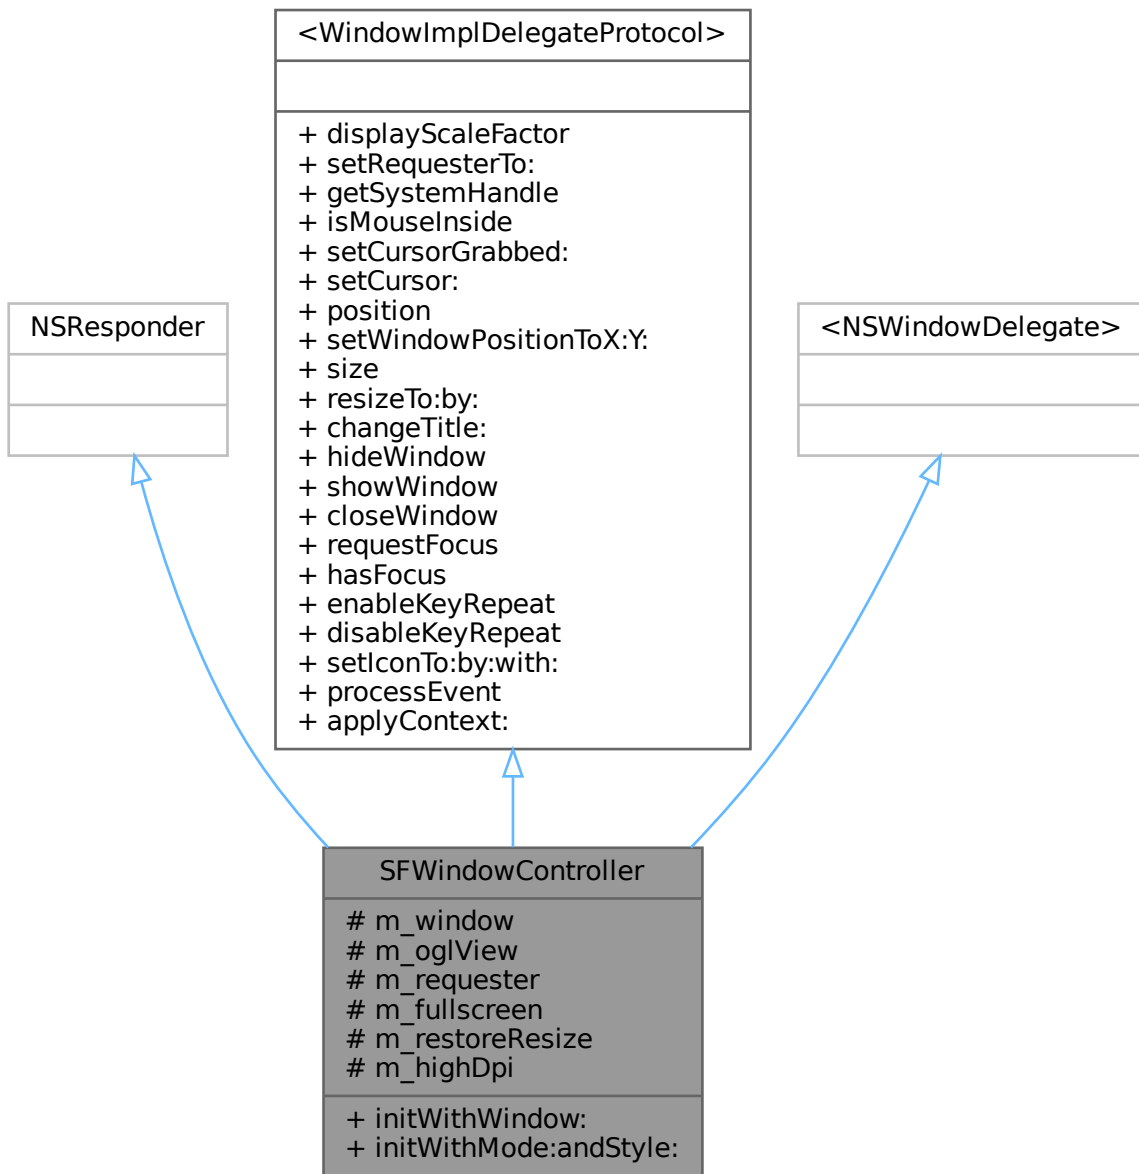 <WindowImplDelegateProtocol>
+ displayScaleFactor
+ setRequesterTo:
+ getSystemHandle
+ isMouseInside
+ setCursorGrabbed:
+ setCursor:
+ position
+ setWindowPositionToX:Y:
+ size
+ resizeTo:by:
+ changeTitle:
+ hideWindow
+ showWindow
+ closeWindow
+ requestFocus
+ hasFocus
+ enableKeyRepeat
+ disableKeyRepeat
+ setIconTo:by:with:
+ processEvent
+ applyContext:
NSResponder
<NSWindowDelegate>
SFWindowController
# m_window
# m_oglView
# m_requester
# m_fullscreen
# m_restoreResize
# m_highDpi
+ initWithWindow:
+ initWithMode:andStyle: